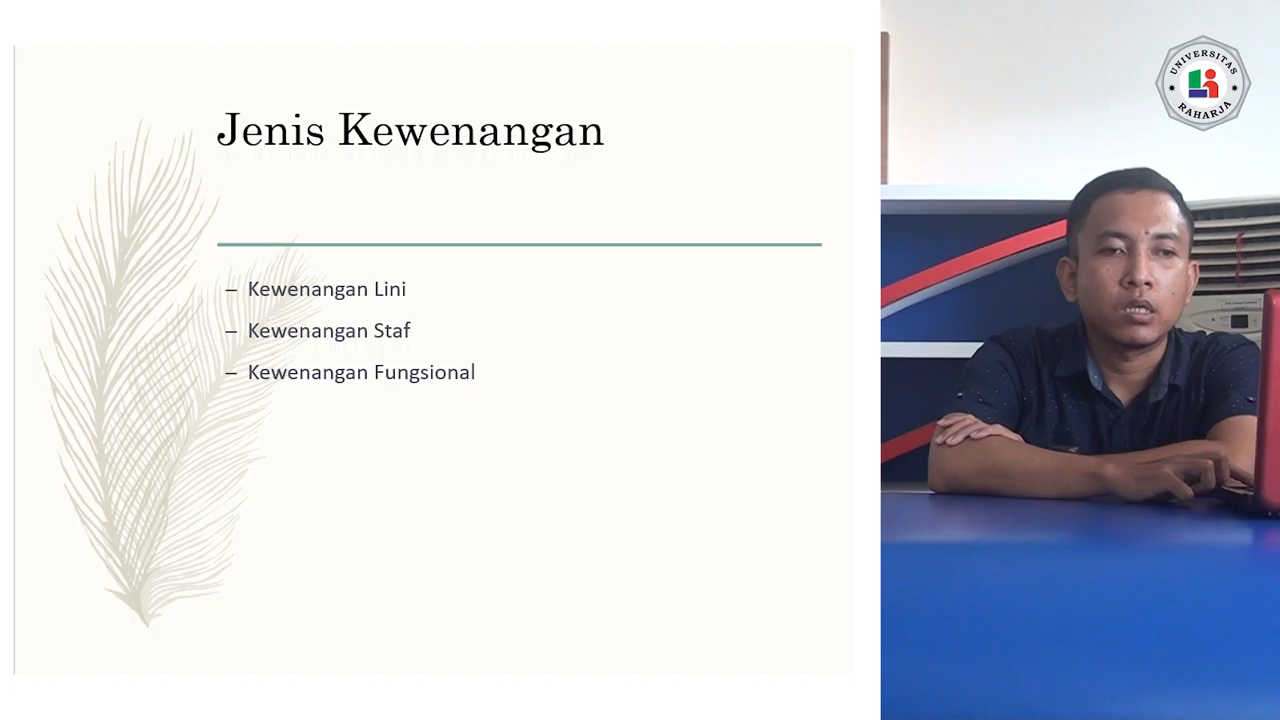 Jenis Kewenangan
– Kewenangan Lini
– Kewenangan Staf
– Kewenangan Fungsional
UNIVERSITAS
RAHARJA